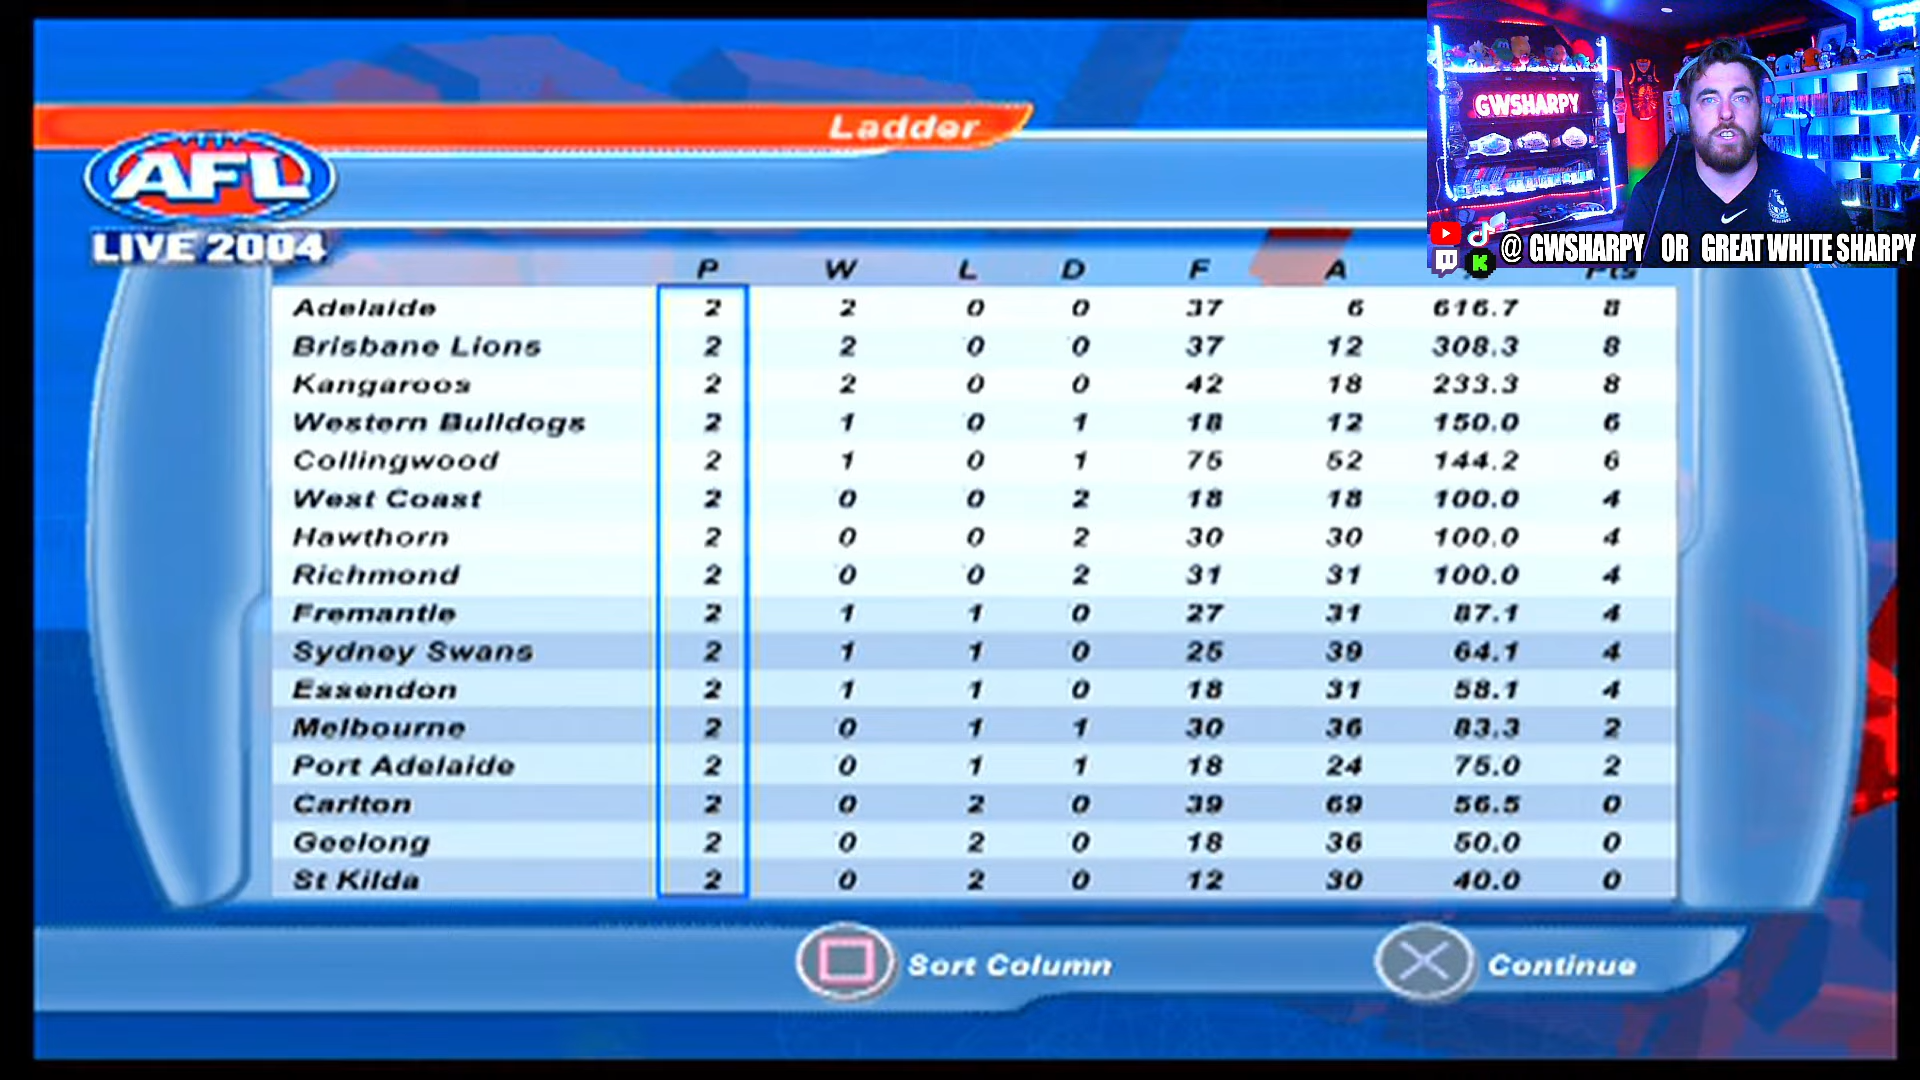 Ladder
AFL
LIVE 2004
GWSHARPY
@ GWSHARPY OR GREAT WHITE SHARPY
P W L D F A Pts
Adelaide 2 2 0 0 37 6 616.7 8
Brisbane Lions 2 2 0 0 37 12 308.3 8
Kangaroos 2 2 0 0 42 18 233.3 8
Western Bulldogs 2 1 0 1 18 12 150.0 6
Collingwood 2 1 0 1 75 52 144.2 6
West Coast 2 0 0 2 18 18 100.0 4
Hawthorn 2 0 0 2 30 30 100.0 4
Richmond 2 0 0 2 31 31 100.0 4
Fremantle 2 1 1 0 27 31 87.1 4
Sydney Swans 2 1 1 0 25 39 64.1 4
Essendon 2 1 1 0 18 31 58.1 4
Melbourne 2 0 1 1 30 36 83.3 2
Port Adelaide 2 0 1 1 18 24 75.0 2
Carlton 2 0 2 0 39 69 56.5 0
Geelong 2 0 2 0 18 36 50.0 0
St Kilda 2 0 2 0 12 30 40.0 0
Sort Column
Continue